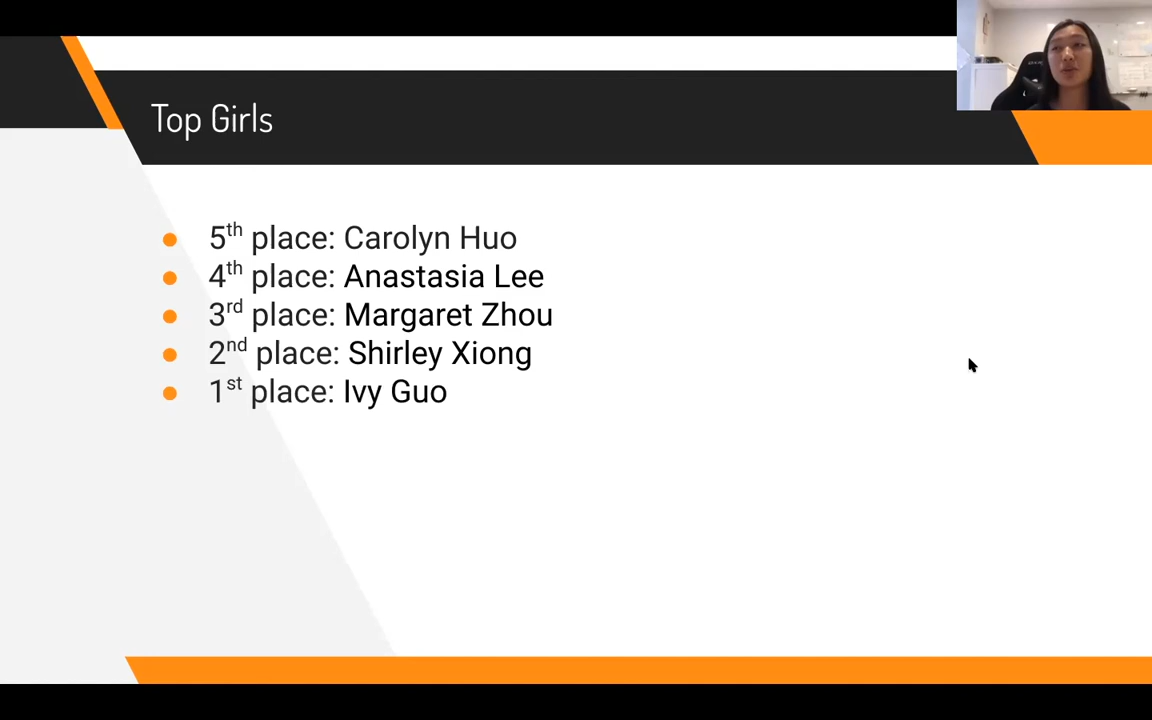 Top Girls
5th place: Carolyn Huo
4th place: Anastasia Lee
3rd place: Margaret Zhou
2nd place: Shirley Xiong
1st place: Ivy Guo